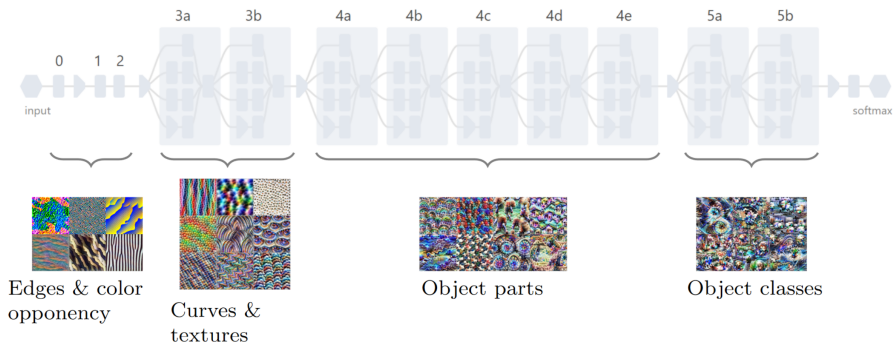 3a 3b 4a 4b 4c 4d 4e 5a 5b
0 1 2
input
softmax
Edges & color
opponency
Curves &
textures
Object parts
Object classes